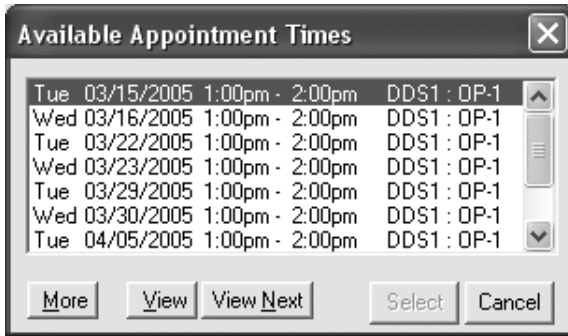 Available Appointment Times
Tue 03/15/2005 1:00pm - 2:00pm DDS1 : OP-1
Wed 03/16/2005 1:00pm - 2:00pm DDS1 : OP-1
Tue 03/22/2005 1:00pm - 2:00pm DDS1 : OP-1
Wed 03/23/2005 1:00pm - 2:00pm DDS1 : OP-1
Tue 03/29/2005 1:00pm - 2:00pm DDS1 : OP-1
Wed 03/30/2005 1:00pm - 2:00pm DDS1 : OP-1
Tue 04/05/2005 1:00pm - 2:00pm DDS1 : OP-1
More View View Next Select Cancel